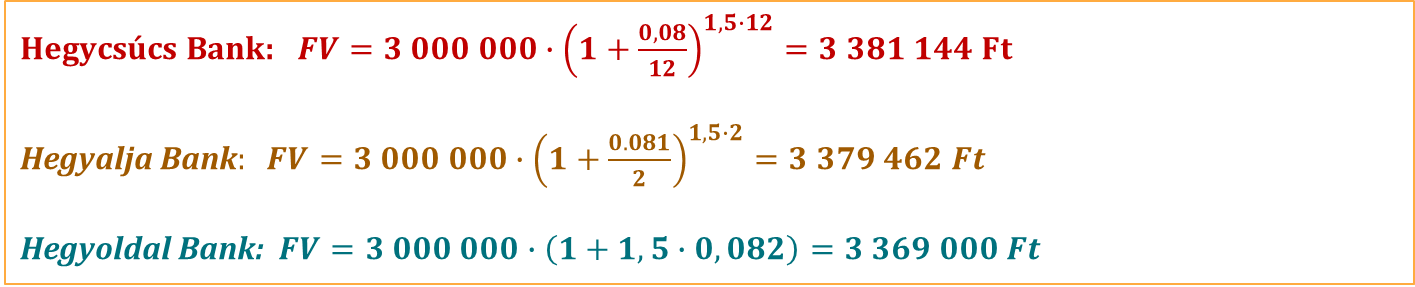 Hegycsúcs Bank: FV = 3 000 000 · (1 + 0,08/12)^1,5·12 = 3 381 144 Ft
Hegyalja Bank: FV = 3 000 000 · (1 + 0.081/2)^1,5·2 = 3 379 462 Ft
Hegyoldal Bank: FV = 3 000 000 · (1 + 1, 5 · 0, 082) = 3 369 000 Ft